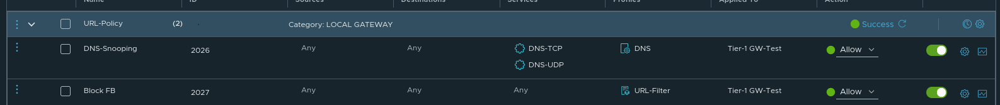 Name ID Sources Destinations Services Profiles Applied To Action
URL-Policy (2) Category: LOCAL GATEWAY Success
DNS-Snooping 2026 Any Any DNS-TCP DNS Tier-1 GW-Test Allow
DNS-UDP
Block FB 2027 Any Any Any URL-Filter Tier-1 GW-Test Allow